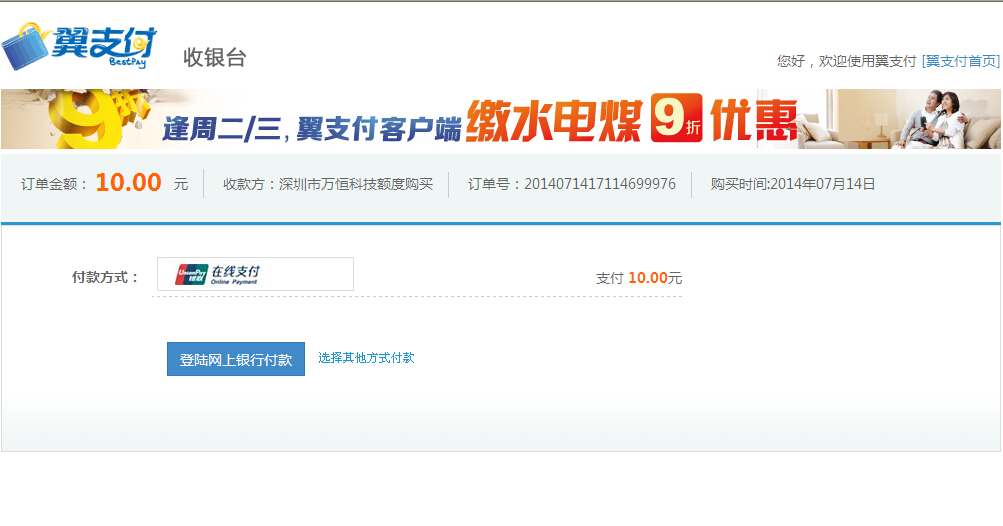 翼支付
BestPay
收银台
您好，欢迎使用翼支付 [翼支付首页]
逢周二/三，翼支付客户端缴水电煤9折优惠
订单金额： 10.00 元
收款方：深圳市万恒科技额度购买
订单号：2014071417114699976
购买时间:2014年07月14日
付款方式：
UnionPay
银联
在线支付
Online Payment
支付 10.00元
登陆网上银行付款
选择其他方式付款